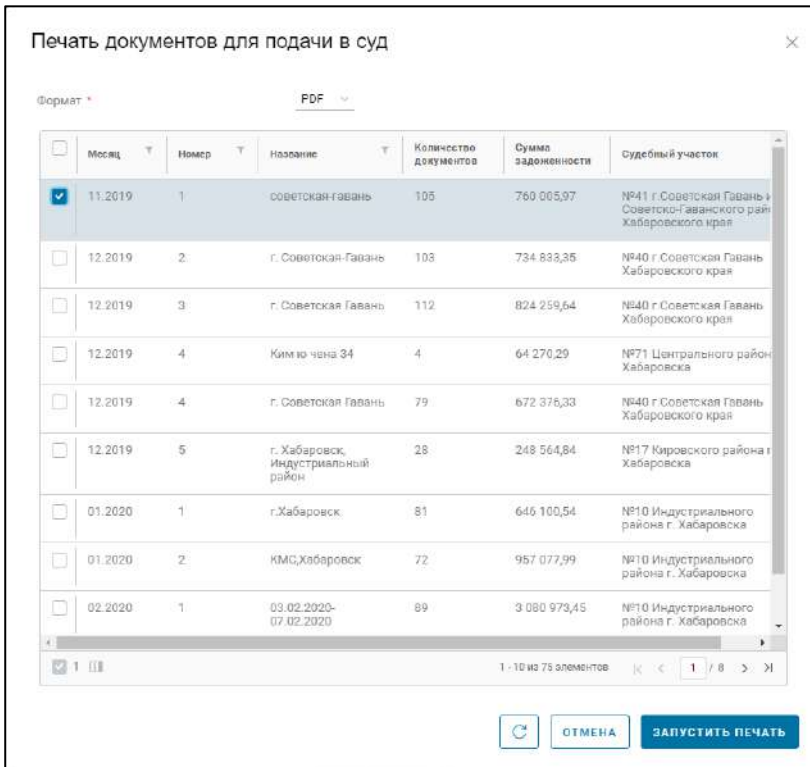 Печать документов для подачи в суд
Формат *
PDF
Месяц
Номер
Название
Количество документов
Сумма задолженности
Судебный участок
11.2019 1 советская-гавань 105 760 005,97 №41 г.Советская Гавань и
Советско-Гаванского рай
Хабаровского края
12.2019 2 г. Советская-Гавань 103 734 833,35 №40 г.Советская Гавань
Хабаровского края
12.2019 3 г. Советская Гавань 112 824 259,64 №40 г.Советская Гавань
Хабаровского края
12.2019 4 Ким ю чена 34 4 64 270,29 №71 Центрального район
Хабаровска
12.2019 4 г. Советская Гавань 79 672 376,33 №40 г.Советская Гавань
Хабаровского края
12.2019 5 г. Хабаровск, 28 248 564,84 №17 Кировского района г
Индустриальный Хабаровска
район
01.2020 1 г.Хабаровск 81 646 100,54 №10 Индустриального
района г. Хабаровска
01.2020 2 КМС,Хабаровск 72 957 077,99 №10 Индустриального
района г. Хабаровска
02.2020 1 03.02.2020- 89 3 080 973,45 №10 Индустриального
07.02.2020 района г. Хабаровска
1
1 - 10 из 75 элементов
1 / 8
ОТМЕНА
ЗАПУСТИТЬ ПЕЧАТЬ